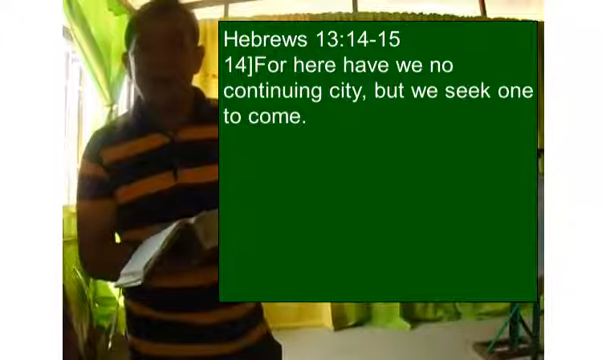 Hebrews 13:14-15
14]For here have we no
continuing city, but we seek one
to come.